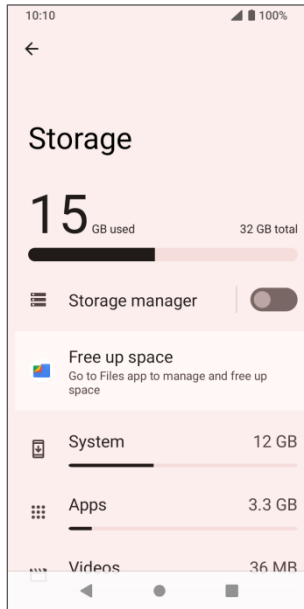 10:10 100%
Storage
15 GB used 32 GB total
Storage manager
Free up space
Go to Files app to manage and free up
space
System 12 GB
Apps 3.3 GB
Videos 36 MB